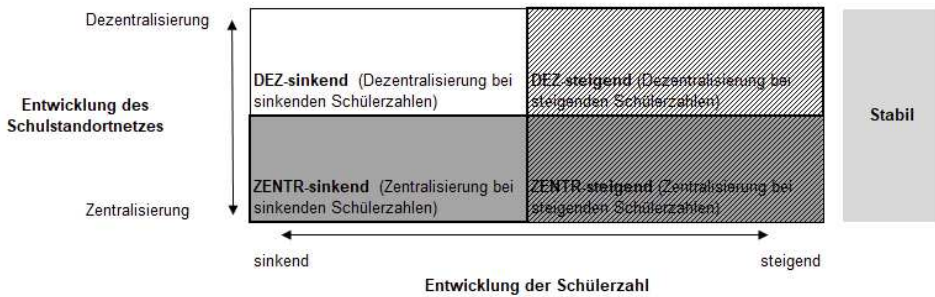 Dezentralisierung
DEZ-sinkend (Dezentralisierung bei
sinkenden Schülerzahlen)
DEZ-steigend (Dezentralisierung bei
steigenden Schülerzahlen)
Entwicklung des
Schulstandortnetzes
Stabil
ZENTR-sinkend (Zentralisierung bei
sinkenden Schülerzahlen)
ZENTR-steigend (Zentralisierung bei
steigenden Schülerzahlen)
Zentralisierung
sinkend
steigend
Entwicklung der Schülerzahl